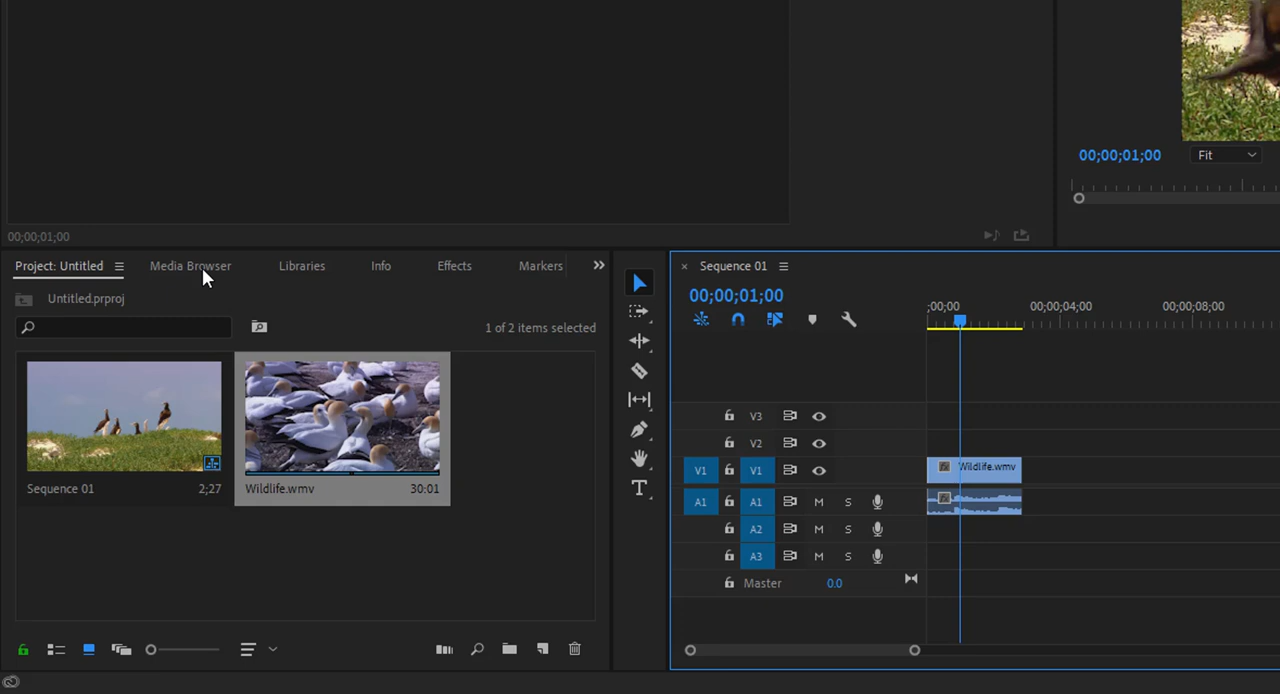 00;00;01;00
Fit
00;00;01;00
Project: Untitled
Media Browser
Libraries
Info
Effects
Markers
Untitled.prproj
1 of 2 items selected
Sequence 01
2;27
Wildlife.wmv
30:01
Sequence 01
00;00;01;00
;00;00
00;00;04;00
00;00;08;00
V3
V2
V1 V1
fx Wildlife.wmv
A1 A1 M S
A2 M S
A3 M S
Master 0.0
T